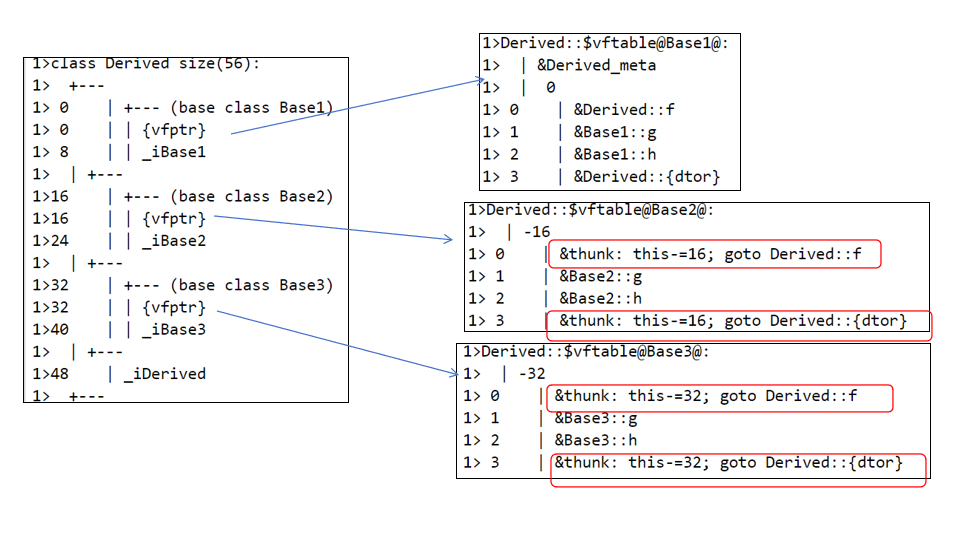 1>class Derived size(56):
1>  +---
1> 0     | +--- (base class Base1)
1> 0     | | {vfptr}
1> 8     | | _iBase1
1>  | +---
1>16     | +--- (base class Base2)
1>16     | | {vfptr}
1>24     | | _iBase2
1>  | +---
1>32     | +--- (base class Base3)
1>32     | | {vfptr}
1>40     | | _iBase3
1>  | +---
1>48     | _iDerived
1>  +---
1>Derived::$vftable@Base1@:
1>  | &Derived_meta
1>  |  0
1> 0     | &Derived::f
1> 1     | &Base1::g
1> 2     | &Base1::h
1> 3     | &Derived::{dtor}
1>Derived::$vftable@Base2@:
1>  | -16
1> 0     | &thunk: this-=16; goto Derived::f
1> 1     | &Base2::g
1> 2     | &Base2::h
1> 3     | &thunk: this-=16; goto Derived::{dtor}
1>Derived::$vftable@Base3@:
1>  | -32
1> 0     | &thunk: this-=32; goto Derived::f
1> 1     | &Base3::g
1> 2     | &Base3::h
1> 3     | &thunk: this-=32; goto Derived::{dtor}